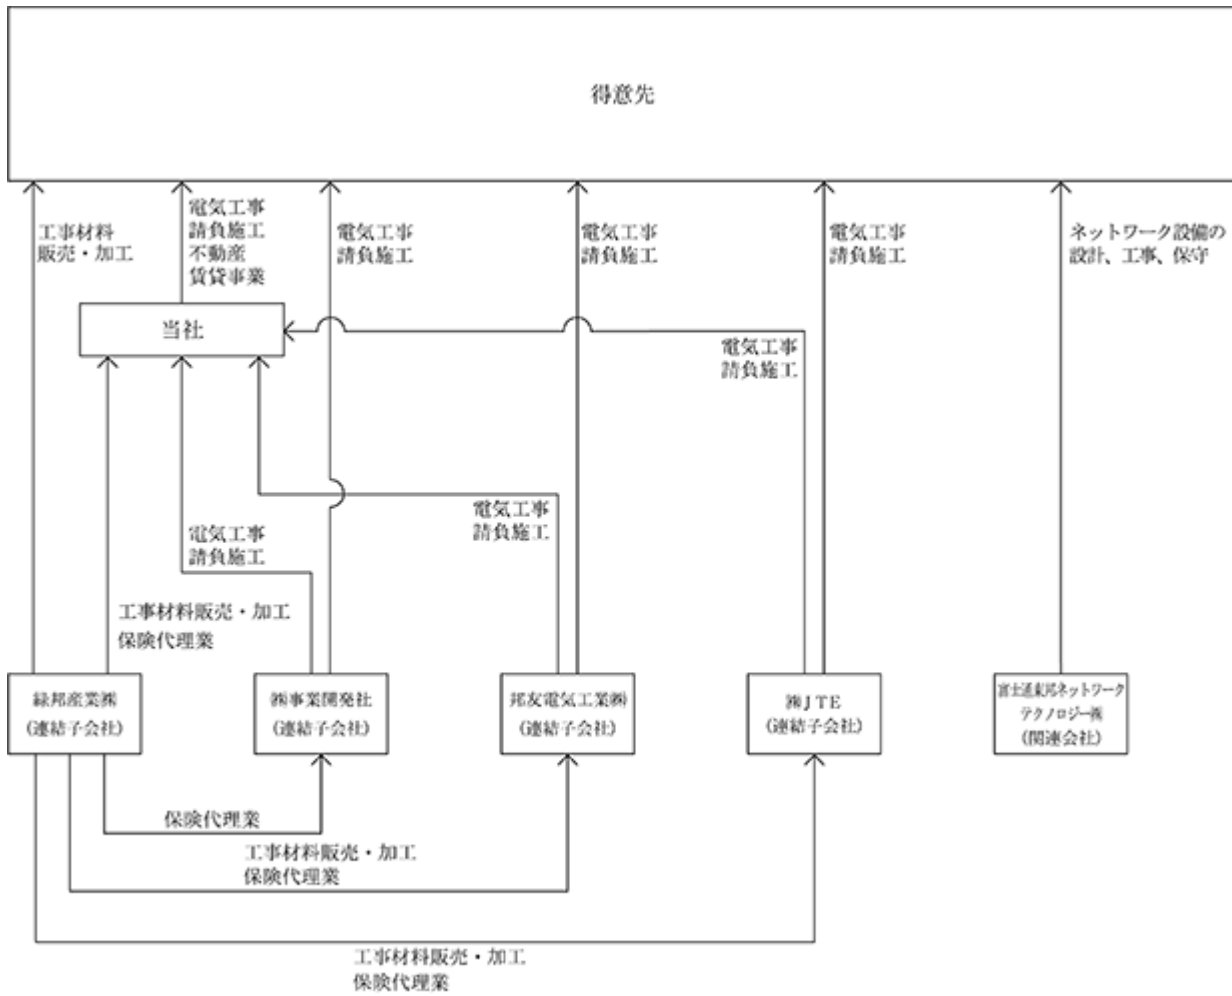 得意先
工事材料
販売・加工
電気工事
請負施工
不動産
賃貸事業
電気工事
請負施工
電気工事
請負施工
電気工事
請負施工
ネットワーク設備の
設計、工事、保守
当社
電気工事
請負施工
電気工事
請負施工
電気工事
請負施工
工事材料販売・加工
保険代理業
緑邦産業㈱
(連結子会社)
㈱事業開発社
(連結子会社)
邦友電気工業㈱
(連結子会社)
㈱JTE
(連結子会社)
富士通東邦ネットワーク
テクノロジー㈱
(関連会社)
保険代理業
工事材料販売・加工
保険代理業
工事材料販売・加工
保険代理業